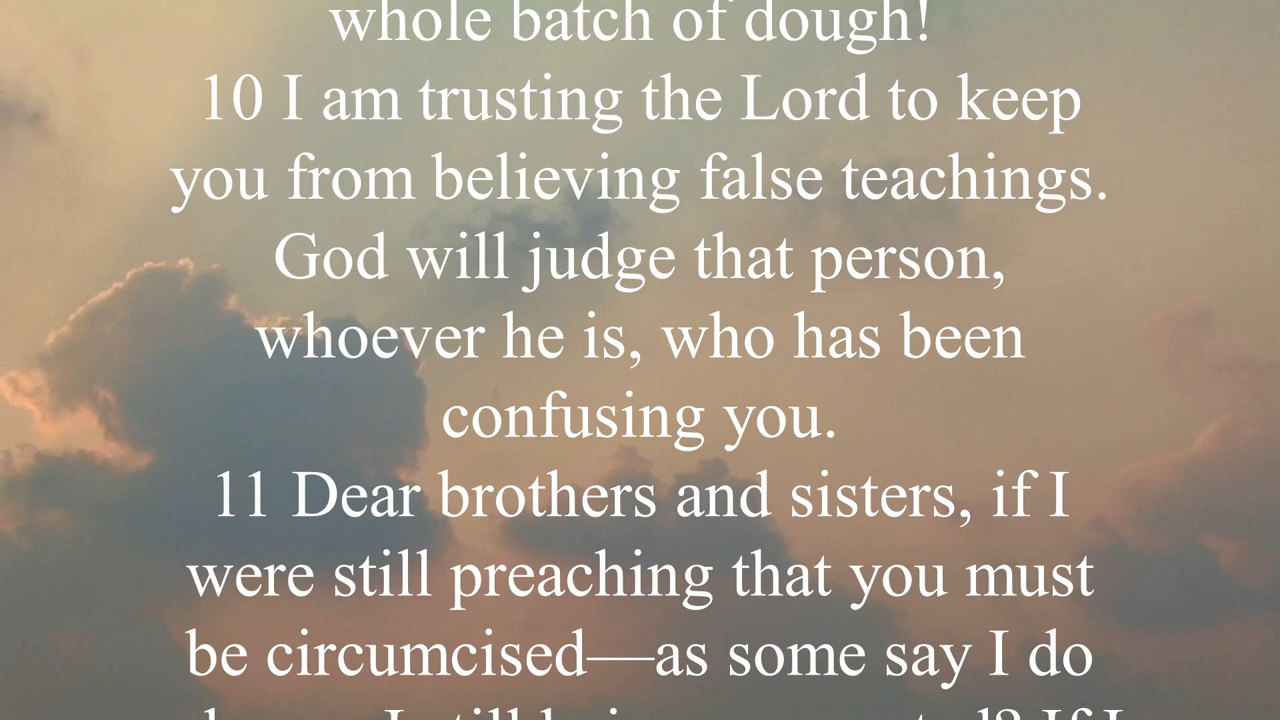 whole batch of dough!
10 I am trusting the Lord to keep
you from believing false teachings.
God will judge that person,
whoever he is, who has been
confusing you.
11 Dear brothers and sisters, if I
were still preaching that you must
be circumcised—as some say I do